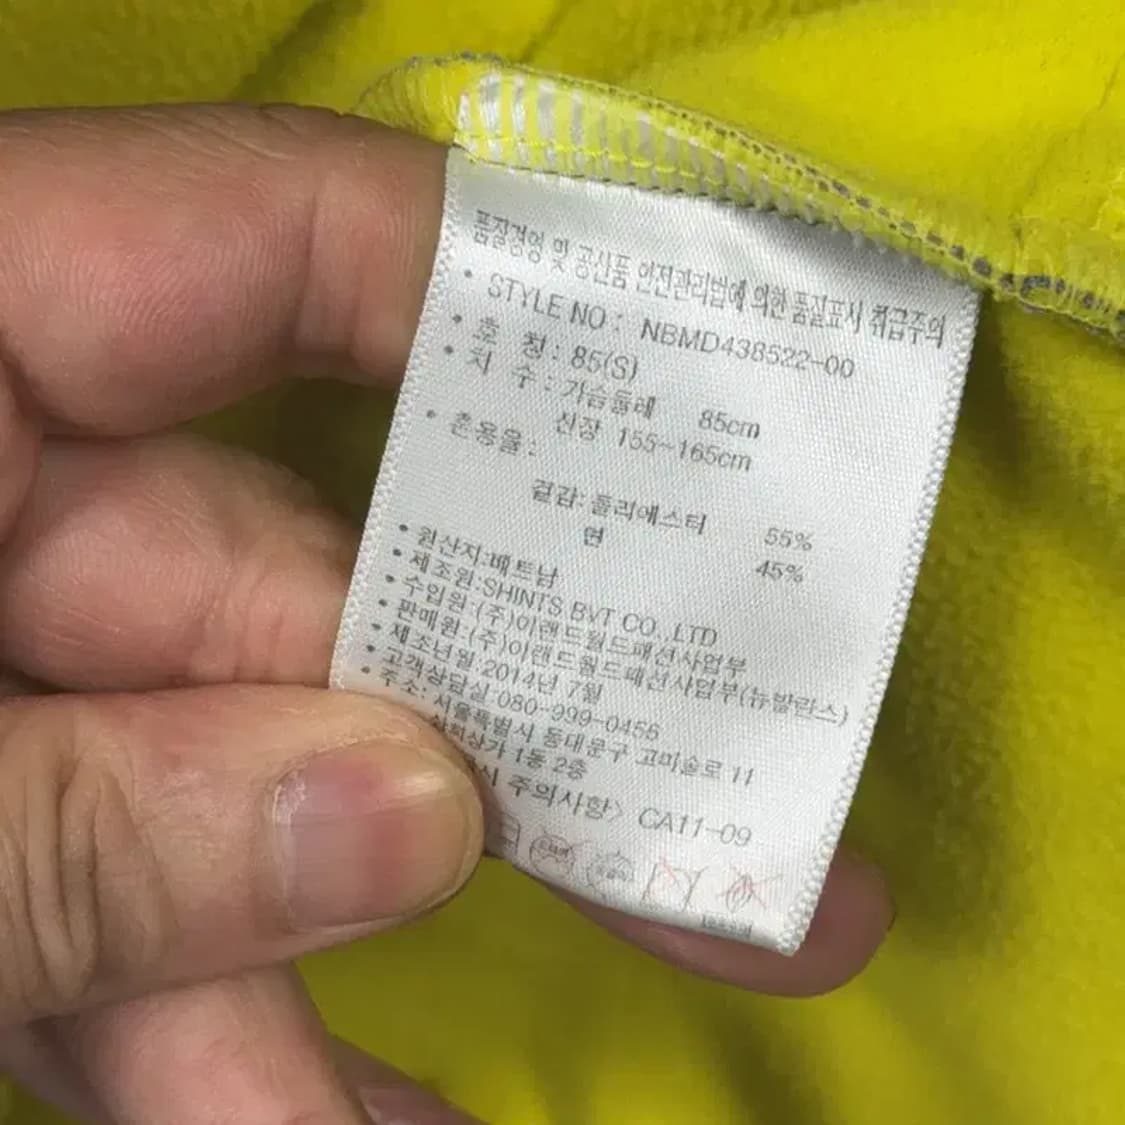 품질경영 및 공산품 안전관리법에 의한 품질표시 취급주의
• STYLE NO : NBMD438522-00
• 호 칭 : 85(S)
• 치 수 : 가슴둘레 85cm
신장 155~165cm
• 혼용율 :
겉감: 폴리에스터 55%
면 45%
• 원산지:베트남
• 제조원:SHINTS BVT CO.,LTD
• 수입원:(주)이랜드월드패션사업부
• 판매원:(주)이랜드월드패션사업부(뉴발란스)
• 제조년월:2014년 7월
• 고객상담실:080-999-0456
• 주소: 서울특별시 동대문구 고미술로 11
상가 1동 2층
주의사항> CA11-09